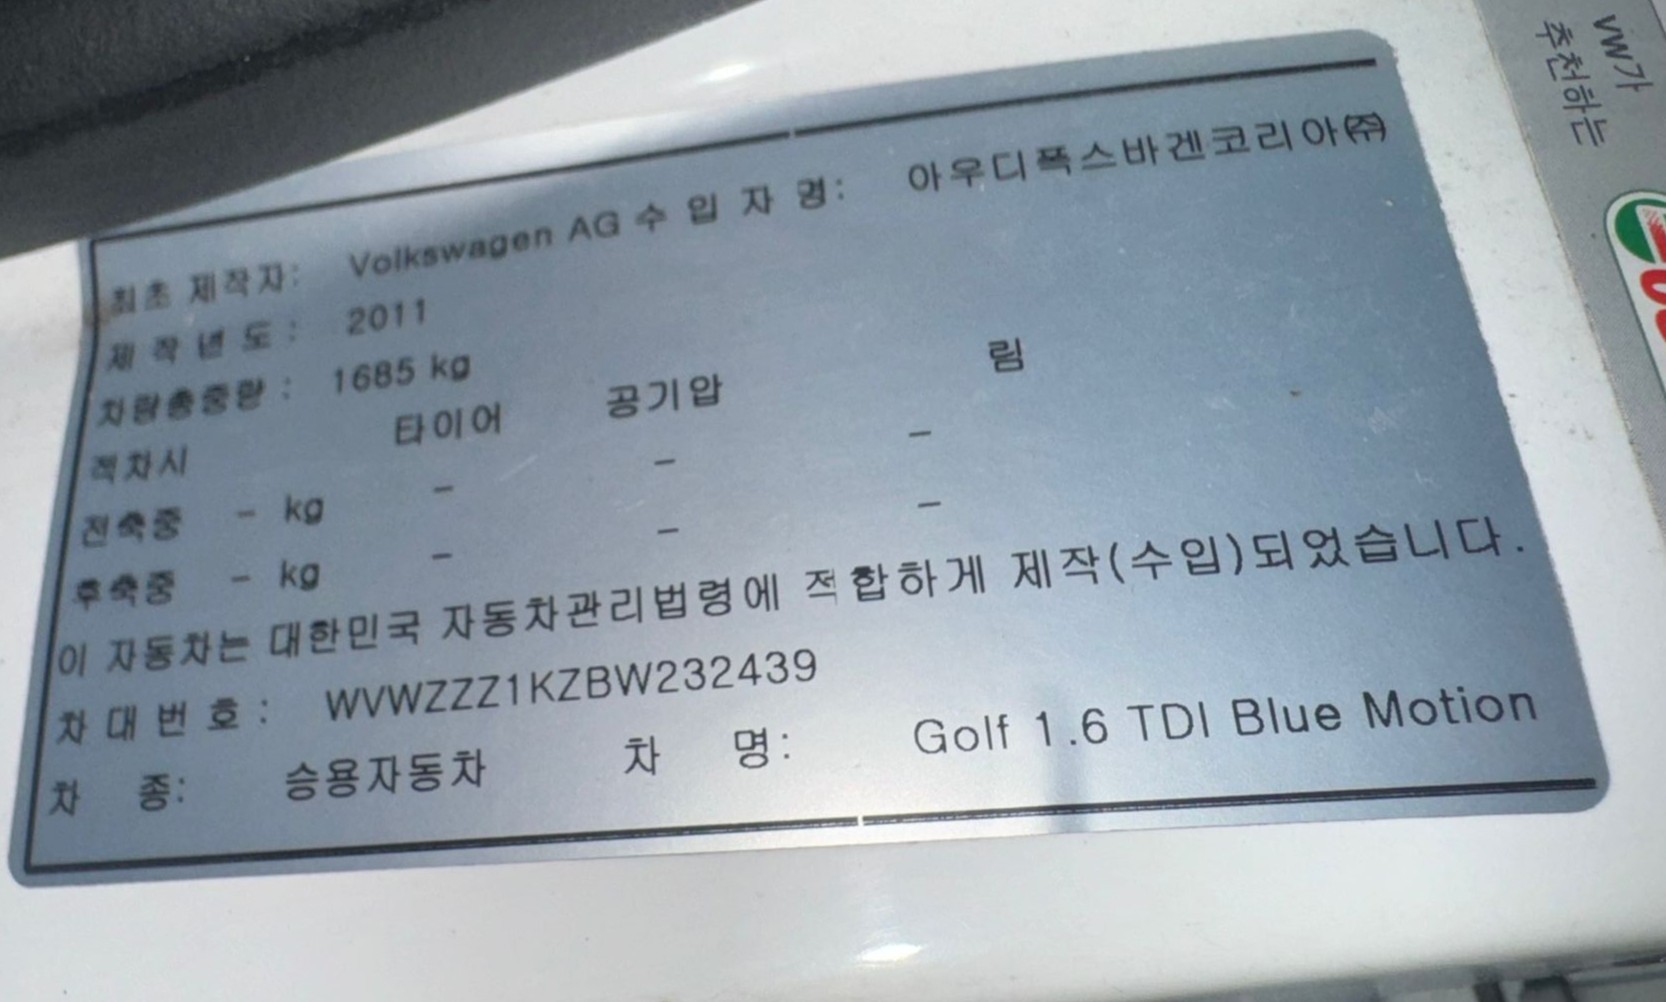 최초 제작자: Volkswagen AG 수 입 자 명: 아우디폭스바겐코리아㈜
제 작 년 도 : 2011
차량총중량 : 1685 kg
타이어 공기압 림
적차시 - - -
전축중 - kg - - -
후축중 - kg
이 자동차는 대한민국 자동차관리법령에 적합하게 제작(수입)되었습니다.
차 대 번 호 : WVWZZZ1KZBW232439
차 종: 승용자동차 차 명: Golf 1.6 TDI Blue Motion
VW가
추천하는